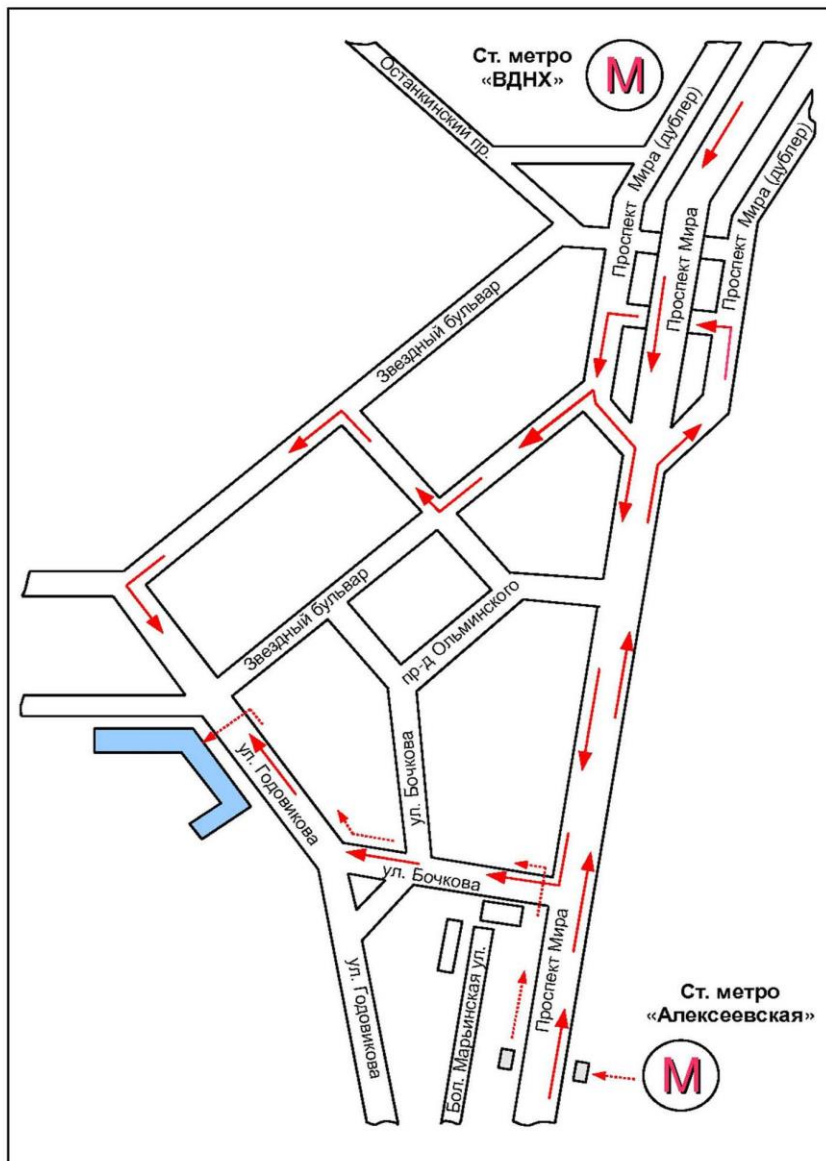 Ст. метро
«ВДНХ»
М
Останкинский пр.
Проспект Мира (дублер)
Проспект Мира
Проспект Мира (дублер)
Звездный бульвар
Звездный бульвар
пр-д Ольминского
ул. Годовикова
ул. Бочкова
ул. Бочкова
ул. Годовикова
Бол. Марьинская ул.
Проспект Мира
Ст. метро
«Алексеевская»
М